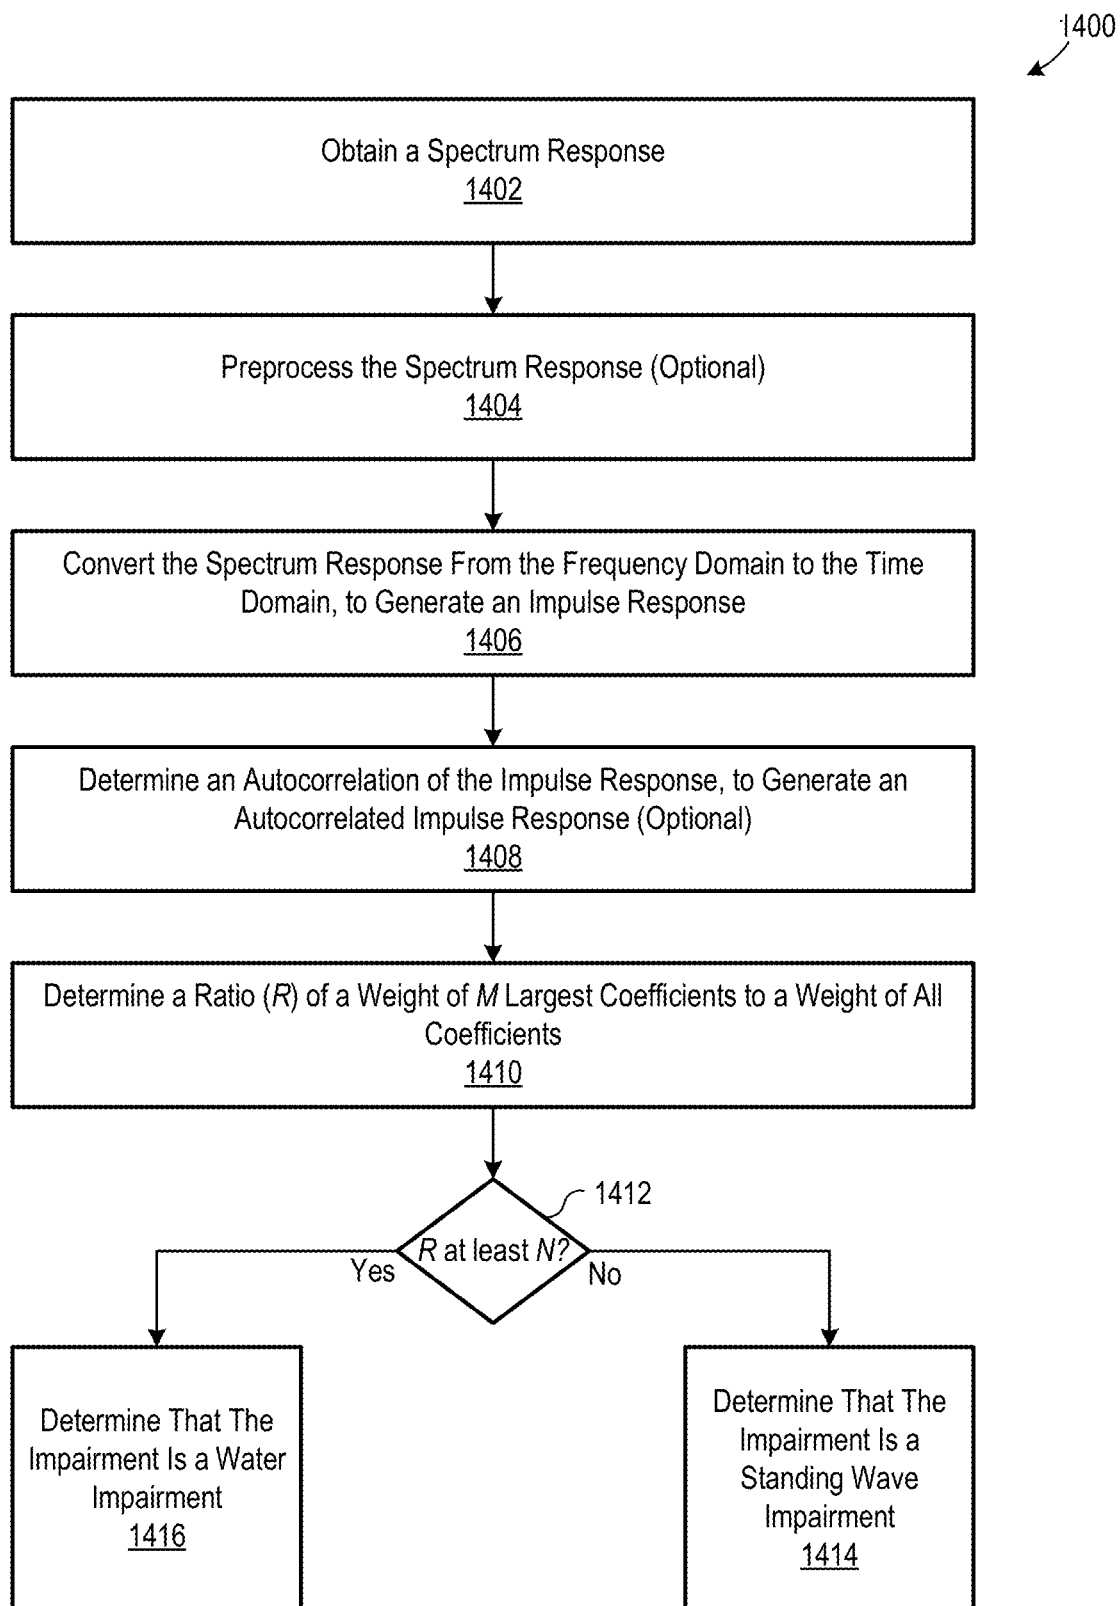 1400
Obtain a Spectrum Response
1402
Preprocess the Spectrum Response (Optional)
1404
Convert the Spectrum Response From the Frequency Domain to the Time
Domain, to Generate an Impulse Response
1406
Determine an Autocorrelation of the Impulse Response, to Generate an
Autocorrelated Impulse Response (Optional)
1408
Determine a Ratio (R) of a Weight of M Largest Coefficients to a Weight of All
Coefficients
1410
1412
R at least N?
Yes
No
Determine That The
Impairment Is a Water
Impairment
1416
Determine That The
Impairment Is a
Standing Wave
Impairment
1414